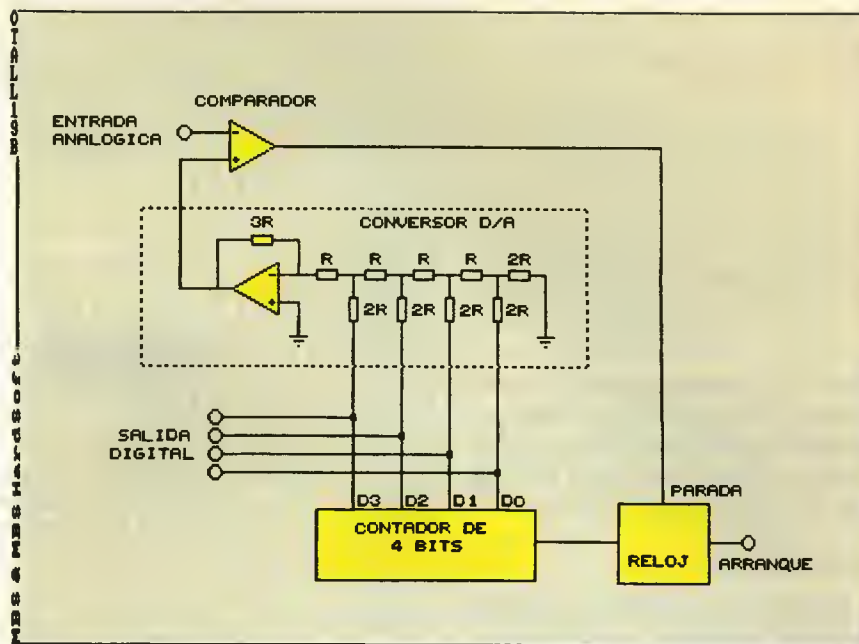 COMPARADOR
ENTRADA
ANALOGICA
-
+
CONVERSOR D/A
3R
R R R R 2R
-
+
2R 2R 2R 2R
SALIDA
DIGITAL
D3 D2 D1 D0
CONTADOR DE
4 BITS
PARADA
RELOJ
ARRANQUE
HardSoft